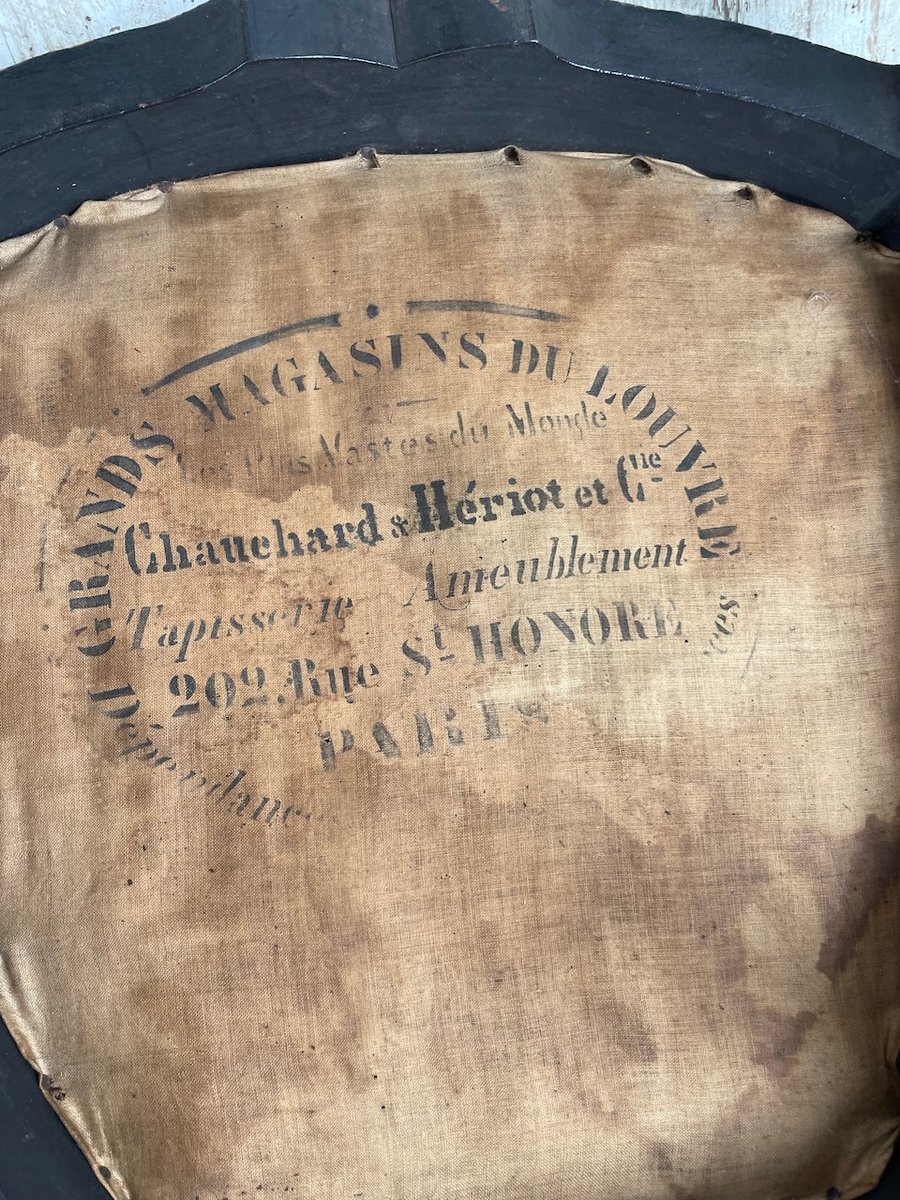 GRANDS MAGASINS DU LOUVRE
Les Plus Vastes du Monde
Chauchard & Hériot et Cie
Tapisserie Ameublement
202, Rue St HONORE
PARIS
Dépendanc